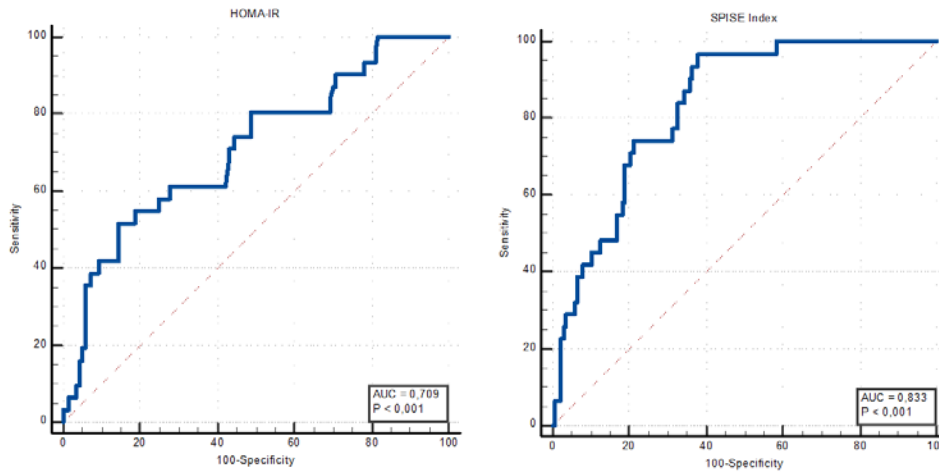 HOMA-IR
100
80
60
40
20
0
Sensitivity
0 20 40 60 80 100
100-Specificity
AUC = 0,709
P < 0,001
SPISE Index
100
80
60
40
20
0
Sensitivity
0 20 40 60 80 100
100-Specificity
AUC = 0,833
P < 0,001